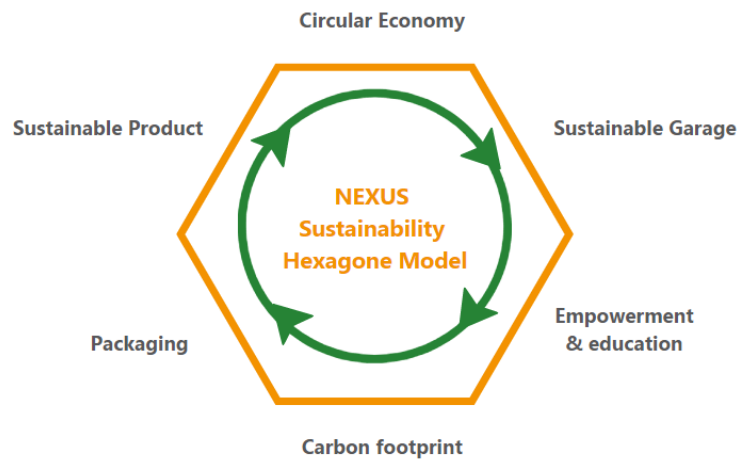 Circular Economy
Sustainable Product
Sustainable Garage
NEXUS
Sustainability
Hexagone Model
Empowerment
& education
Packaging
Carbon footprint